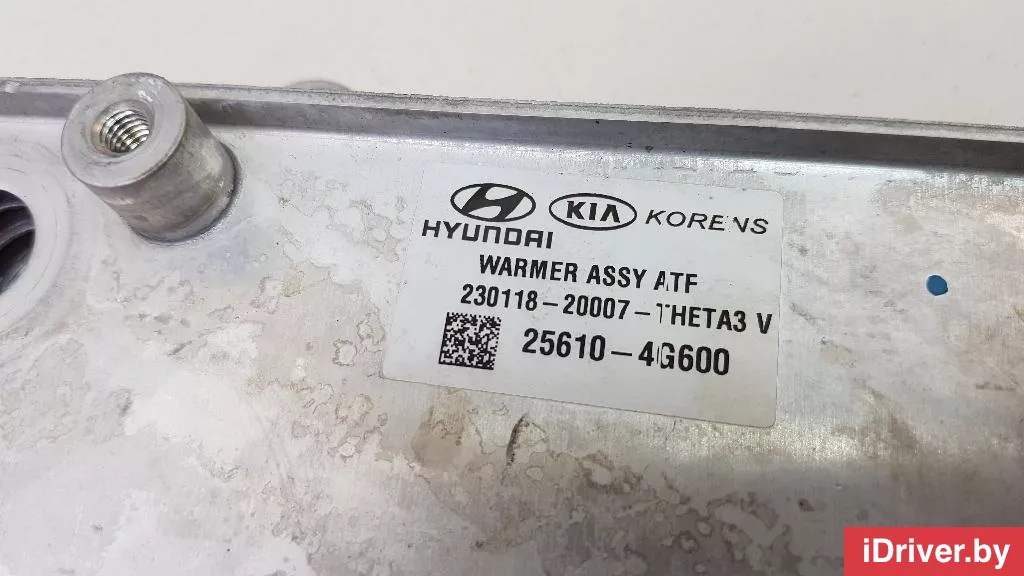 HYUNDAI KIA KORENS
WARMER ASSY ATF
230118-20007-THETA3 V
25610-4G600
iDriver.by